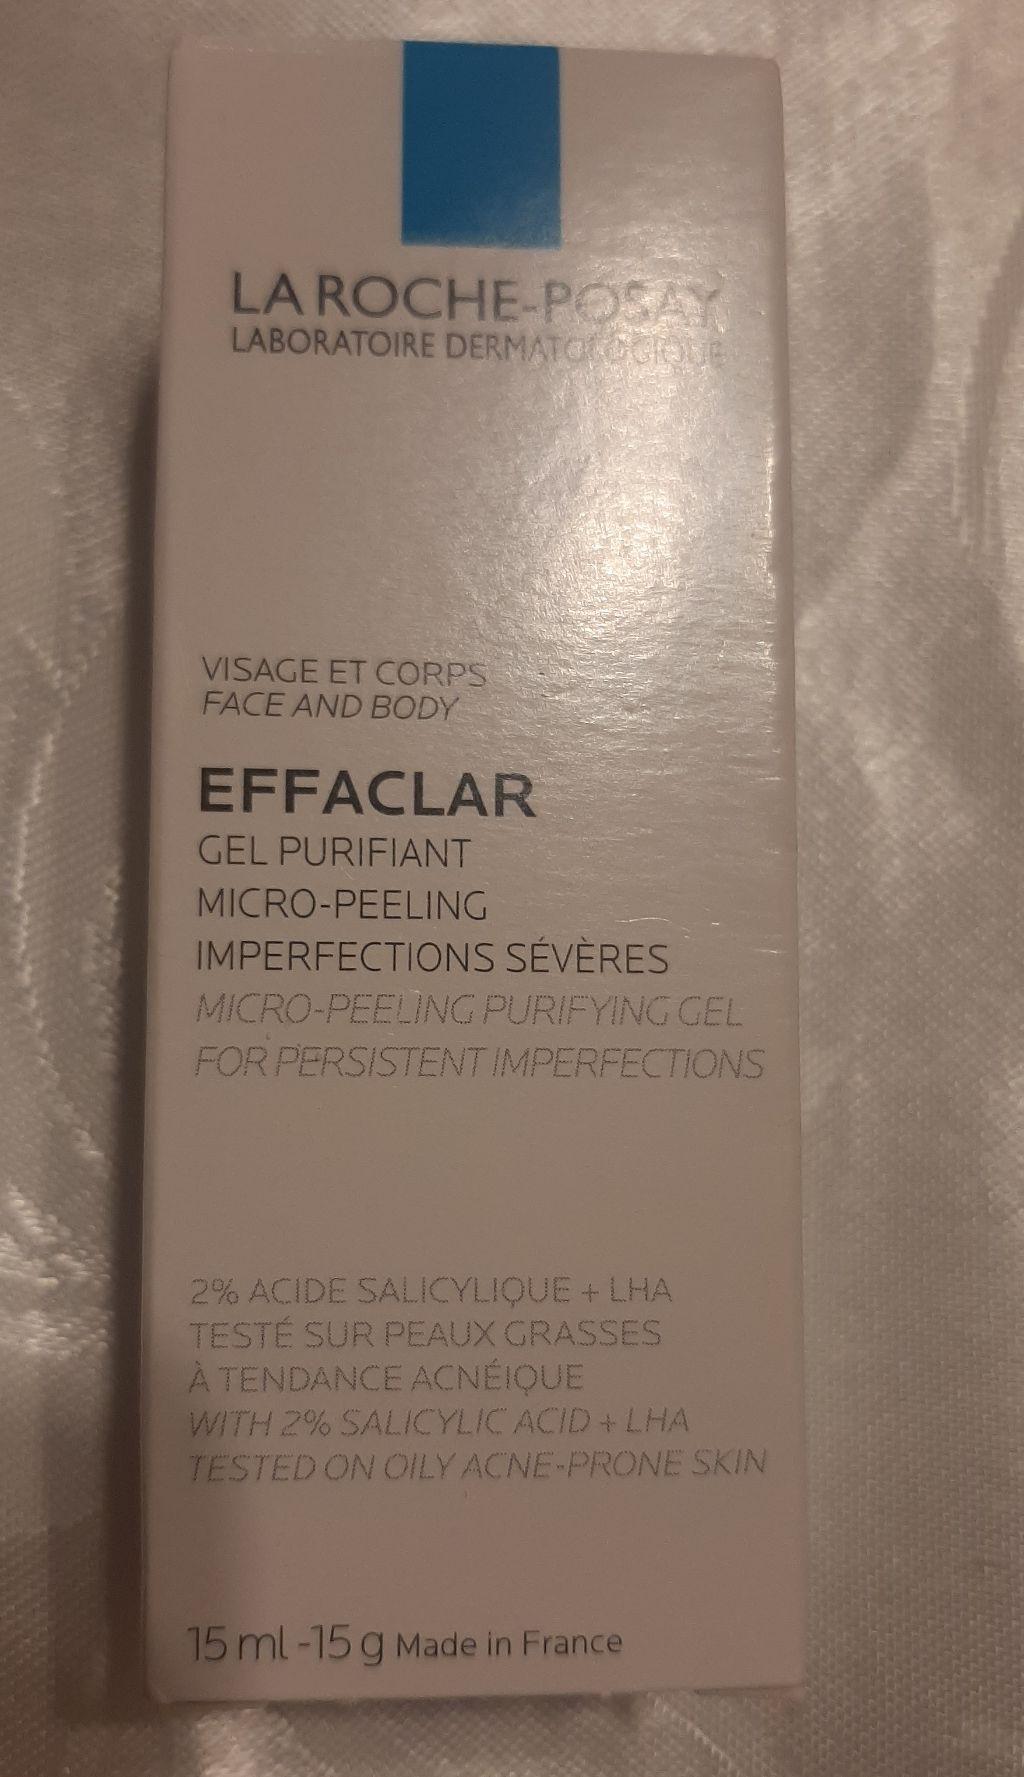 LA ROCHE-POSAY
LABORATOIRE DERMATOLOGIQUE
VISAGE ET CORPS
FACE AND BODY
EFFACLAR
GEL PURIFIANT
MICRO-PEELING
IMPERFECTIONS SÉVÈRES
MICRO-PEELING PURIFYING GEL
FOR PERSISTENT IMPERFECTIONS
2% ACIDE SALICYLIQUE + LHA
TESTÉ SUR PEAUX GRASSES
À TENDANCE ACNÉIQUE
WITH 2% SALICYLIC ACID + LHA
TESTED ON OILY ACNE-PRONE SKIN
15 ml -15 g Made in France